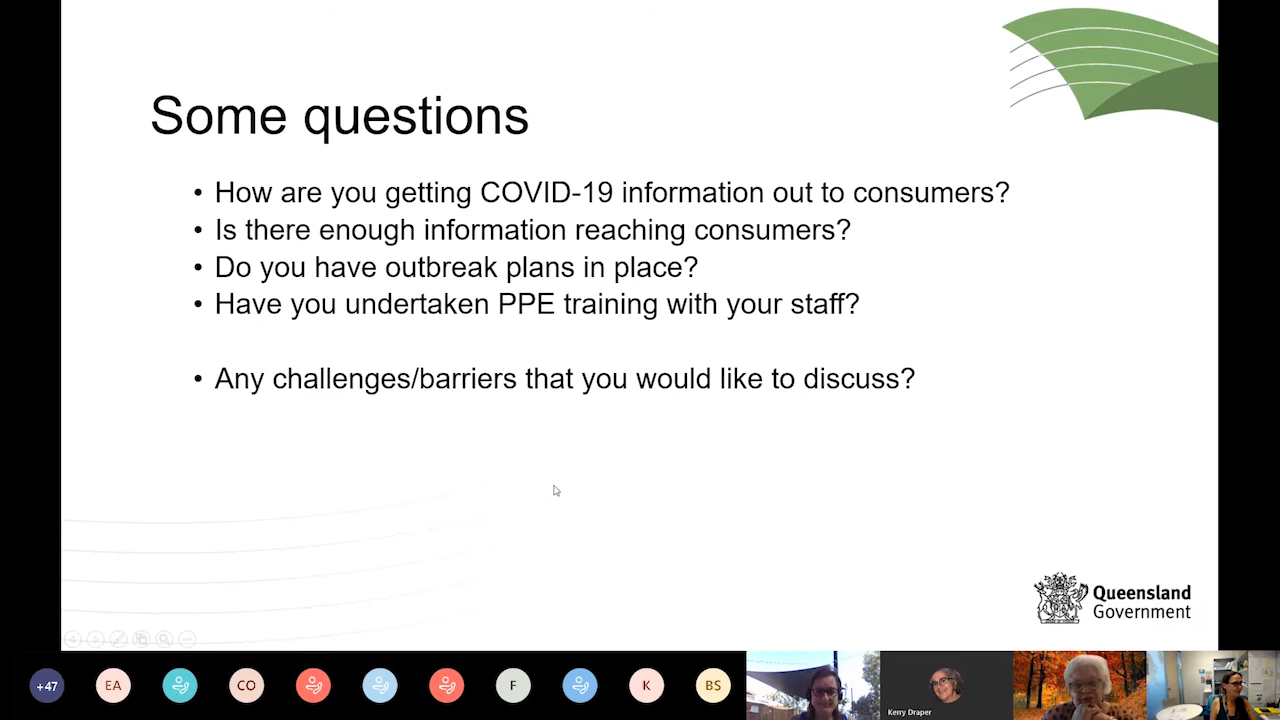 Some questions
• How are you getting COVID-19 information out to consumers?
• Is there enough information reaching consumers?
• Do you have outbreak plans in place?
• Have you undertaken PPE training with your staff?
• Any challenges/barriers that you would like to discuss?
Queensland
Government
+47 EA CO F K BS
Kerry Draper